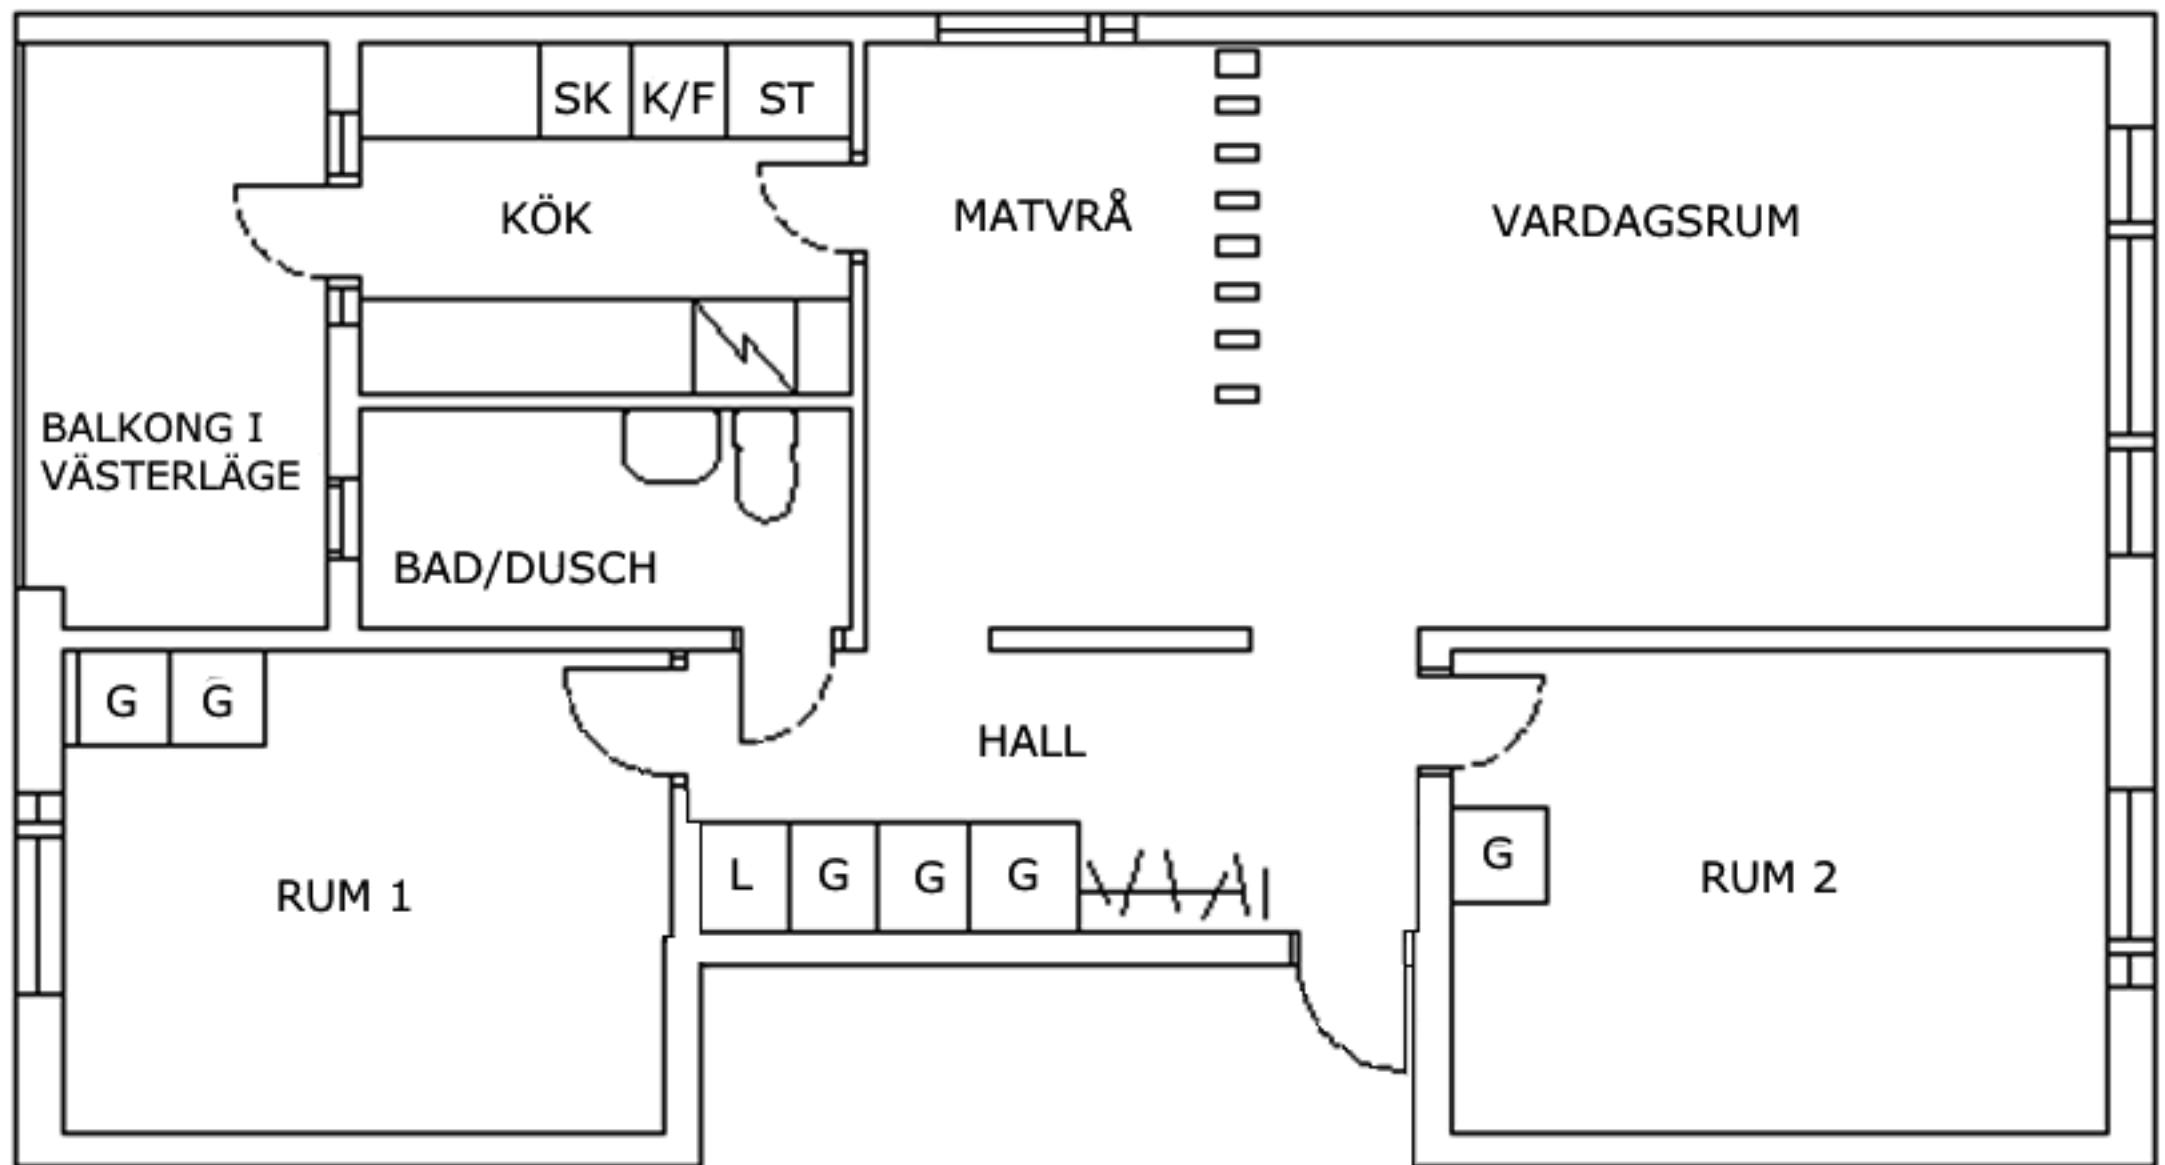 SK
K/F
ST
KÖK
MATVRÅ
VARDAGSRUM
BALKONG I
VÄSTERLÄGE
BAD/DUSCH
G
G
HALL
RUM 1
L
G
G
G
G
RUM 2